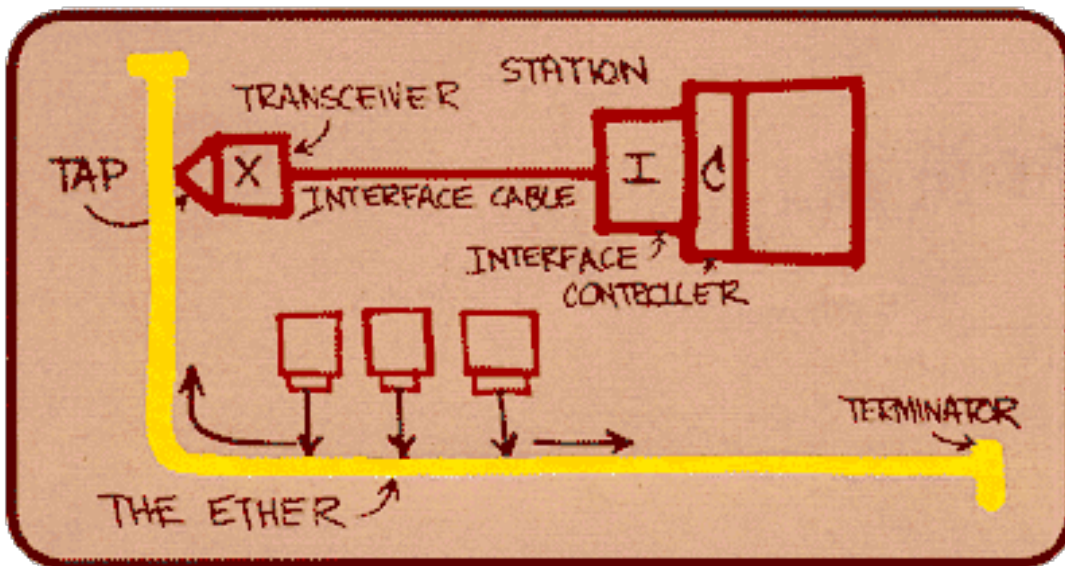 STATION
TRANSCEIVER
TAP
X
I
C
INTERFACE CABLE
INTERFACE
CONTROLLER
TERMINATOR
THE ETHER